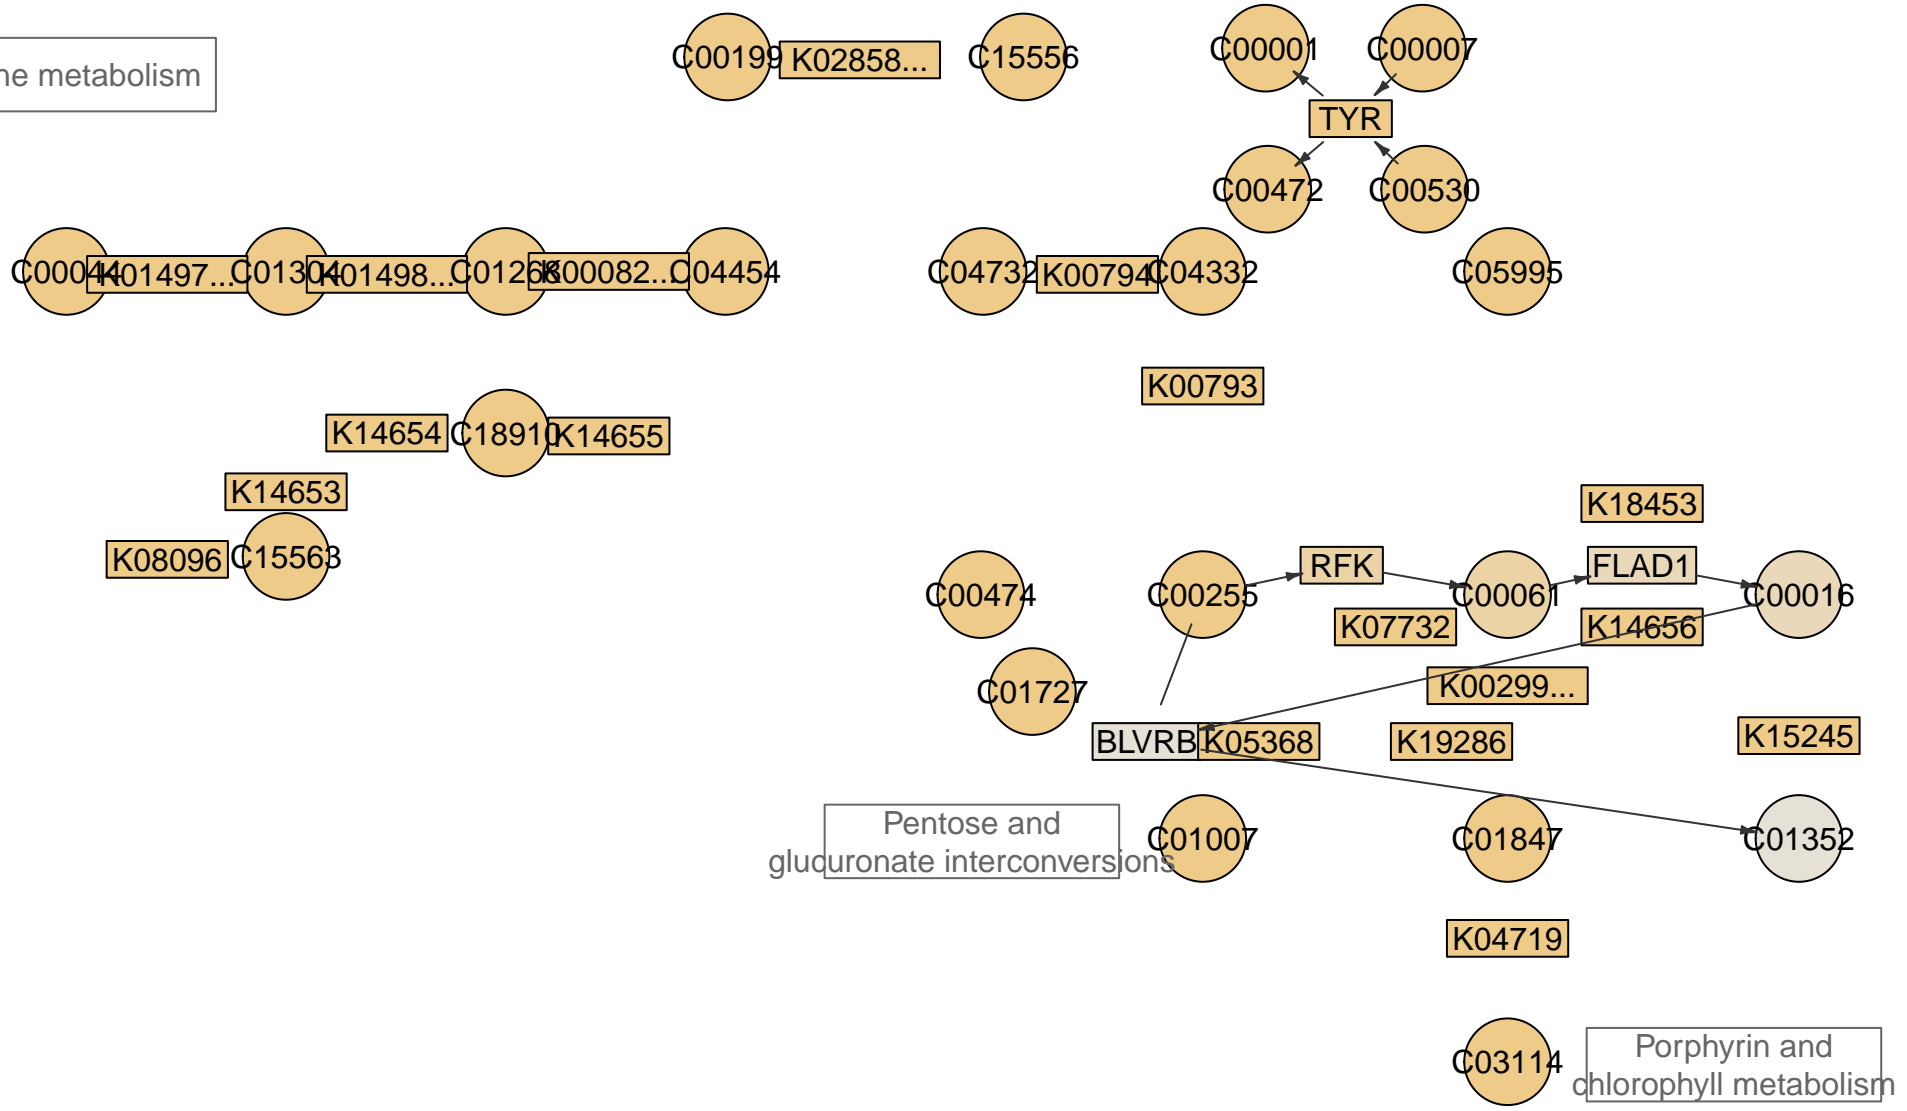 ne metabolism
C00199
K02858...
C15556
C00001
C00007
TYR
C00472
C00530
C00044
K01497...
C01304
K01498...
C01268
K00082...
C04454
C04732
K00794
C04332
C05995
K00793
K14654
C18910
K14655
K14653
K08096
C15563
K18453
RFK
FLAD1
C00474
C00255
C00061
C00016
K07732
K14656
C01727
K00299...
BLVRB
K05368
K19286
K15245
Pentose and
glucuronate interconversions
C01007
C01847
C01352
K04719
C03114
Porphyrin and
chlorophyll metabolism